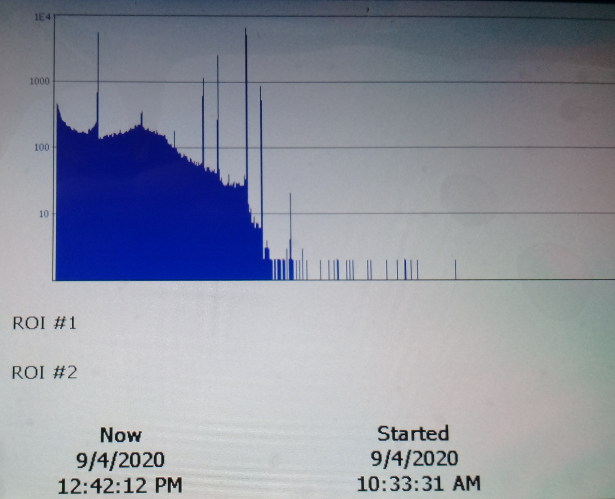 1E4
1000
100
10
ROI #1
ROI #2
Now Started
9/4/2020 9/4/2020
12:42:12 PM 10:33:31 AM